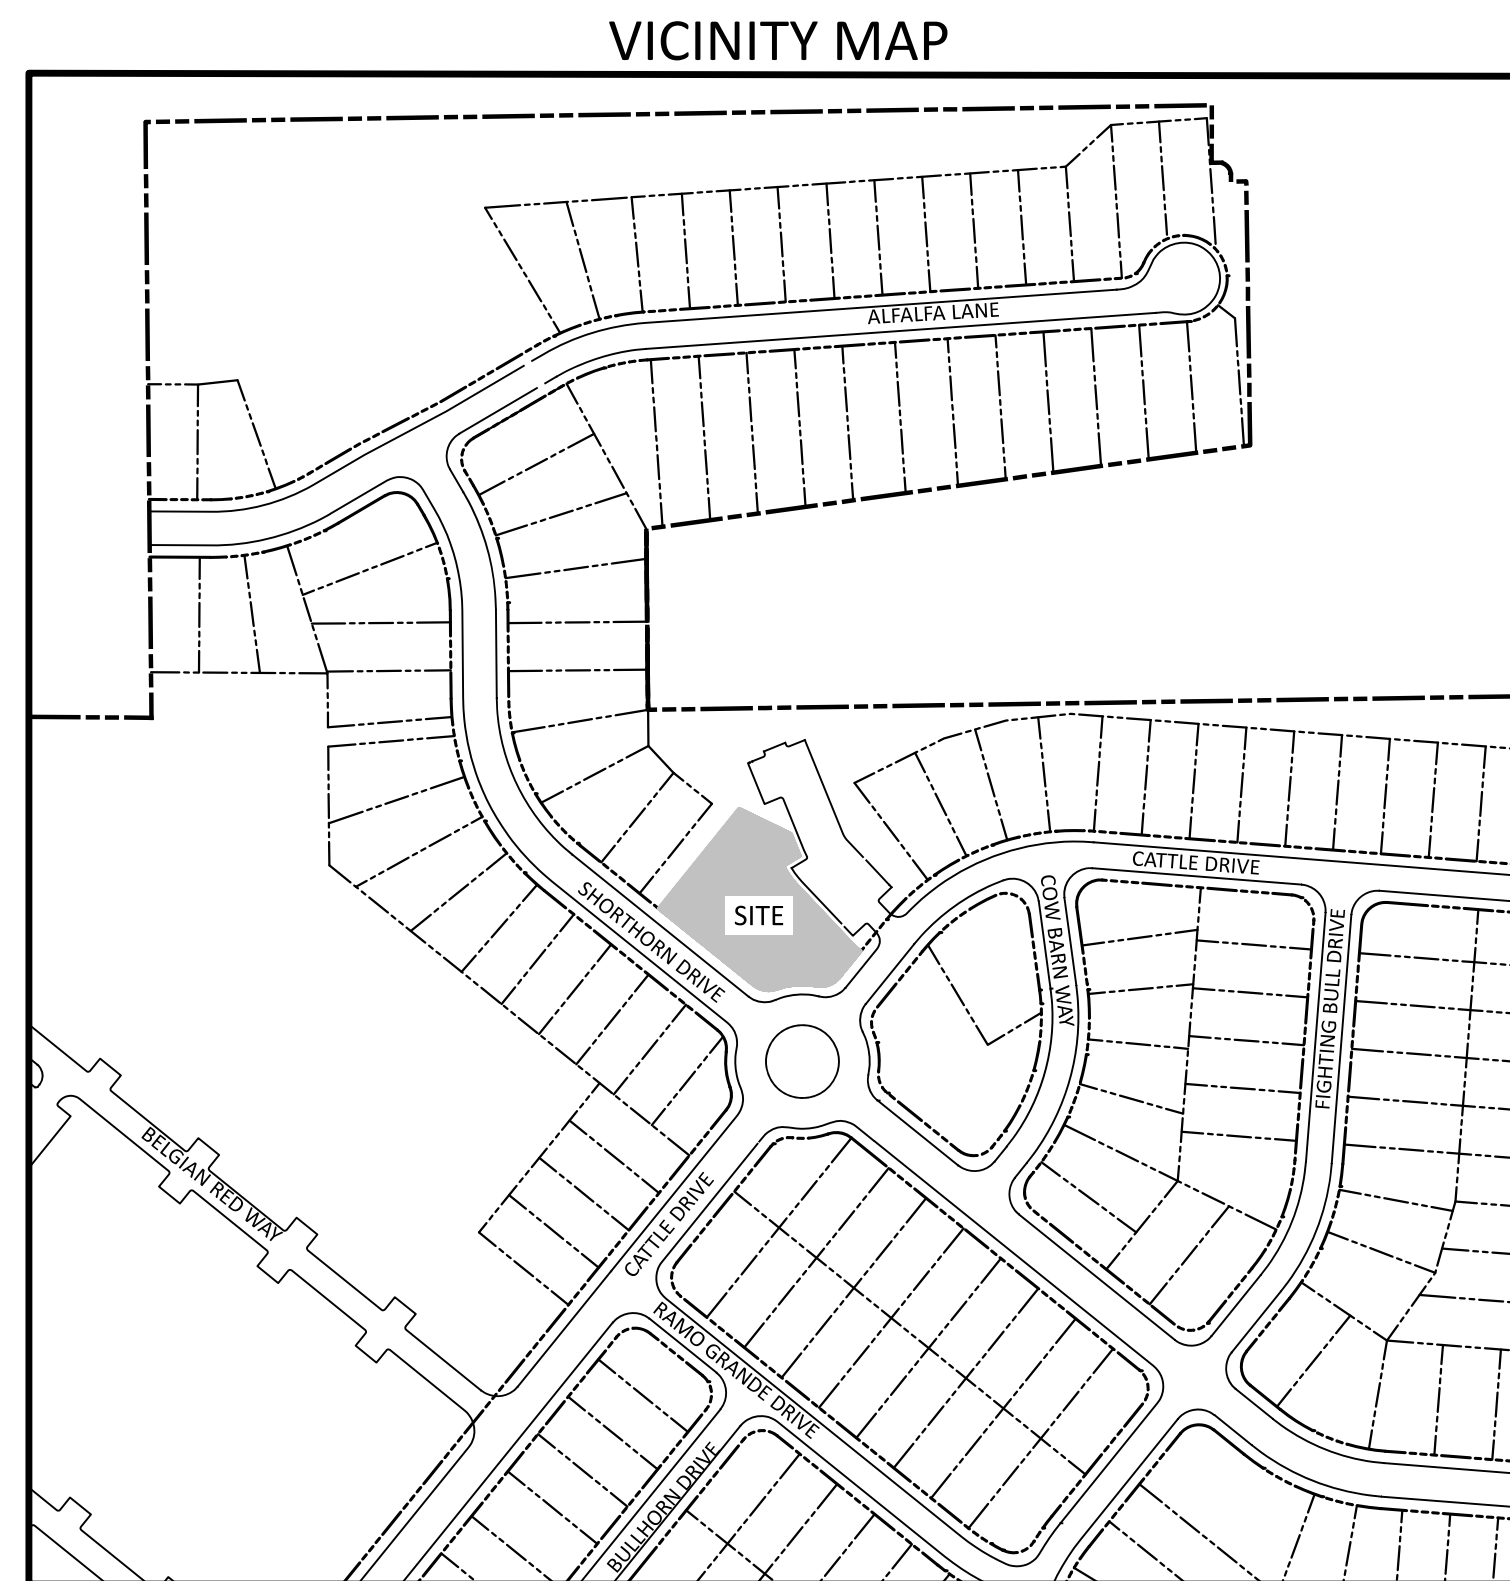 VICINITY MAP
ALFALFA LANE
CATTLE DRIVE
COW BARN WAY
SHORTHORN DRIVE
SITE
FIGHTING BULL DRIVE
BELGIAN RED WAY
CATTLE DRIVE
RAMO GRANDE DRIVE
BULLHORN DRIVE